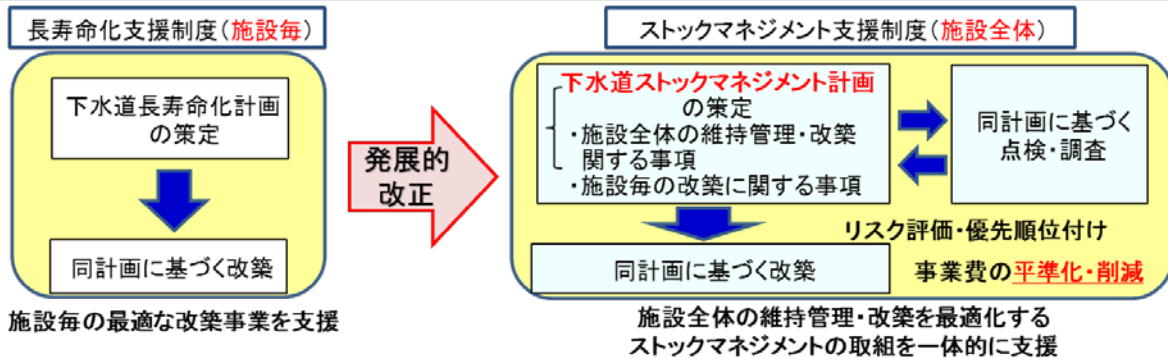 長寿命化支援制度(施設毎)
下水道長寿命化計画
の策定
同計画に基づく改築
施設毎の最適な改築事業を支援
発展的
改正
ストックマネジメント支援制度(施設全体)
下水道ストックマネジメント計画
の策定
・施設全体の維持管理・改築
関する事項
・施設毎の改築に関する事項
同計画に基づく
点検・調査
リスク評価・優先順位付け
同計画に基づく改築
事業費の平準化・削減
施設全体の維持管理・改築を最適化する
ストックマネジメントの取組を一体的に支援